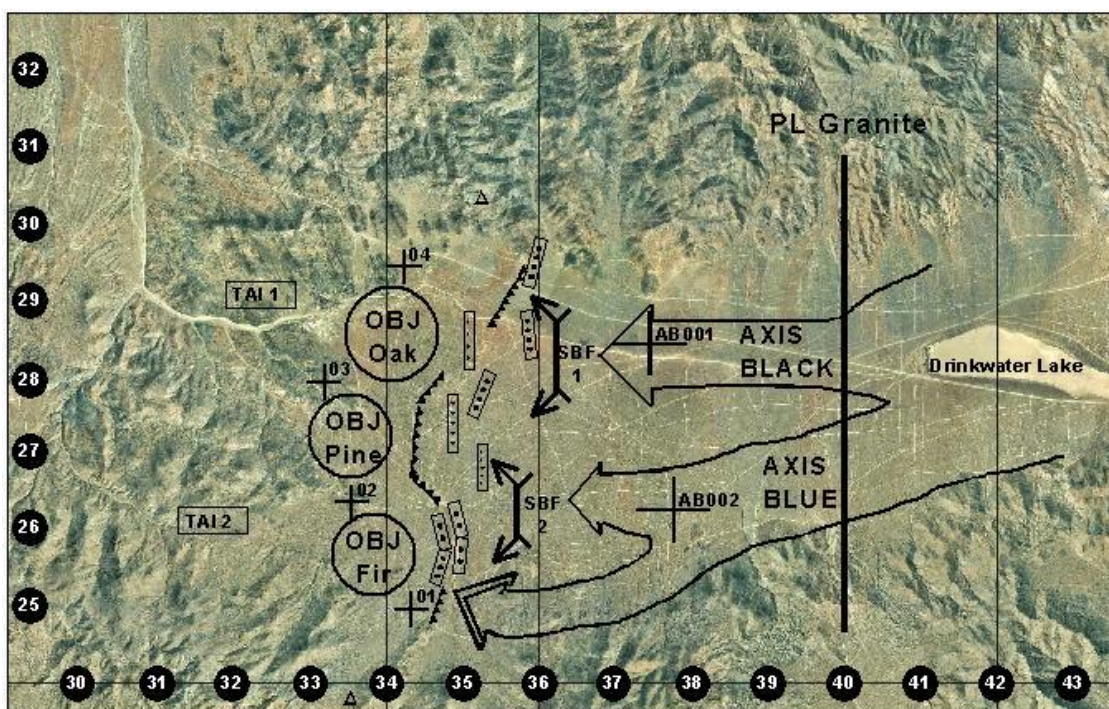 32
31
PL Granite
30
04
29
TAI 1
OBJ
Oak
SBF
1
AB001
AXIS
BLACK
Drinkwater Lake
28
03
OBJ
Pine
27
AXIS
BLUE
02
26
TAI 2
SBF
2
AB002
OBJ
Fir
25
01
30 31 32 33 34 35 36 37 38 39 40 41 42 43